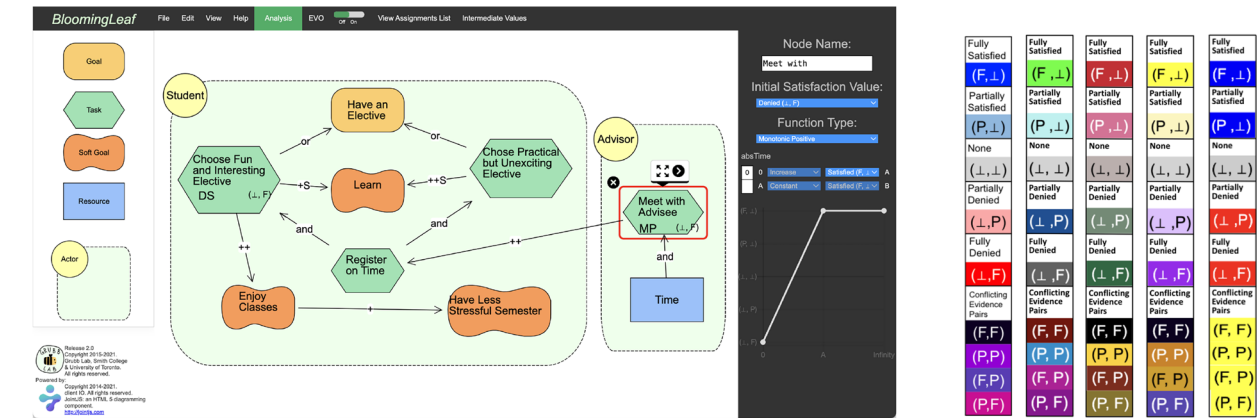 BloomingLeaf File Edit View Help Analysis EVO Off On View Assignments List Intermediate Values
Goal
Task
Soft Goal
Resource
Actor
Release 2.0
Copyright 2015-2021.
Grubb Lab, Smith College
& University of Toronto.
All rights reserved.
GRUBB
LAB
Powered by:
Copyright 2014-2021.
client IO. All rights reserved.
JointJS: an HTML 5 diagramming
component.
http://jointjs.com
Student
Have an
Elective
or
or
Choose Fun
and Interesting
Elective
DS (⊥, F)
Chose Practical
but Unexciting
Elective
+S
Learn
++S
and
and
++
Register
on Time
++
Enjoy
Classes
+
Have Less
Stressful Semester
Advisor
Meet with
Advisee
MP (⊥, F)
and
Time
Node Name:
Meet with
Initial Satisfaction Value:
Denied (⊥, F)
Function Type:
Monotonic Positive
absTime
0 0 Increase Satisfied (F, ⊥ A
A Constant Satisfied (F, ⊥ B
(F, ⊥)
(P, ⊥)
(⊥, ⊥)
(⊥, P)
(⊥, F)
0 A Infinity
Fully
Satisfied
(F,⊥)
Partially
Satisfied
(P,⊥)
None
(⊥,⊥)
Partially
Denied
(⊥,P)
Fully
Denied
(⊥,F)
Conflicting
Evidence
Pairs
(F,F)
(P,P)
(F,P)
(P,F)
Fully
Satisfied
(F ,⊥)
Partially
Satisfied
(P ,⊥)
None
(⊥, ⊥)
Partially
Denied
(⊥ ,P)
Fully
Denied
(⊥ ,F)
Conflicting
Evidence
Pairs
(F, F)
(P, P)
(F, P)
(P, F)
Fully
Satisfied
(F ,⊥)
Partially
Satisfied
(P ,⊥)
None
(⊥, ⊥)
Partially
Denied
(⊥ ,P)
Fully
Denied
(⊥ ,F)
Conflicting
Evidence
Pairs
(F, F)
(P, P)
(F, P)
(P, F)
Fully
Satisfied
(F ,⊥)
Partially
Satisfied
(P ,⊥)
None
(⊥, ⊥)
Partially
Denied
(⊥ ,P)
Fully
Denied
(⊥ ,F)
Conflicting
Evidence
Pairs
(F, F)
(P, P)
(F, P)
(P, F)
Fully
Satisfied
(F ,⊥)
Partially
Satisfied
(P ,⊥)
None
(⊥, ⊥)
Partially
Denied
(⊥ ,P)
Fully
Denied
(⊥ ,F)
Conflicting
Evidence
Pairs
(F, F)
(P, P)
(F, P)
(P, F)